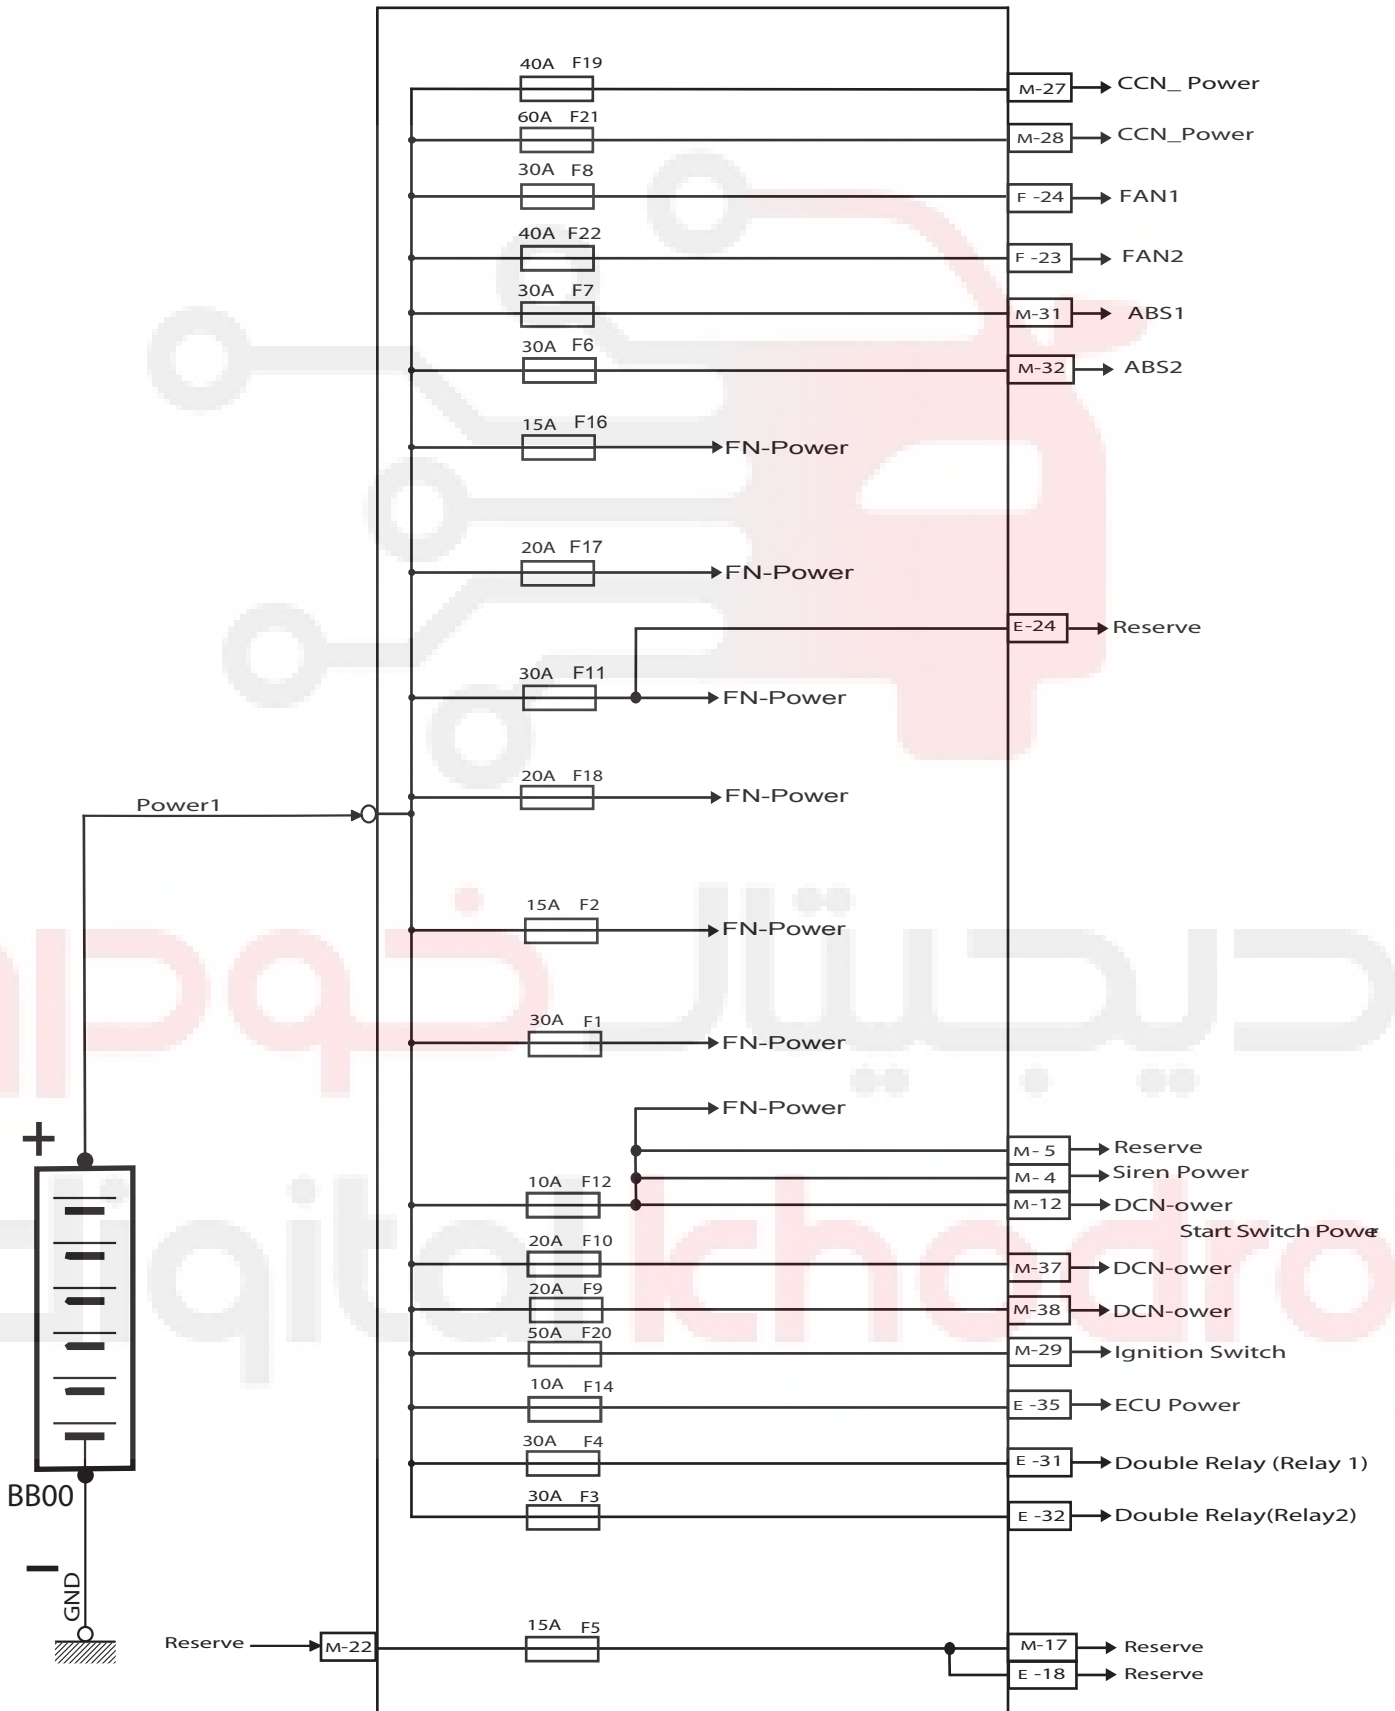 40A F19
M-27 CCN_ Power
60A F21
M-28 CCN_Power
30A F8
F -24 FAN1
40A F22
F -23 FAN2
30A F7
M-31 ABS1
30A F6
M-32 ABS2
15A F16
FN-Power
20A F17
FN-Power
E-24 Reserve
30A F11
FN-Power
20A F18
FN-Power
Power1
15A F2
FN-Power
دیجیتال خودرو
30A F1
FN-Power
FN-Power
+
M- 5 Reserve
M- 4 Siren Power
10A F12
M-12 DCN-ower
Start Switch Power
20A F10
M-37 DCN-ower
digital khodro
20A F9
M-38 DCN-ower
50A F20
M-29 Ignition Switch
10A F14
E -35 ECU Power
30A F4
E -31 Double Relay (Relay 1)
BB00
30A F3
E -32 Double Relay(Relay2)
GND
Reserve M-22
15A F5
M-17 Reserve
E -18 Reserve